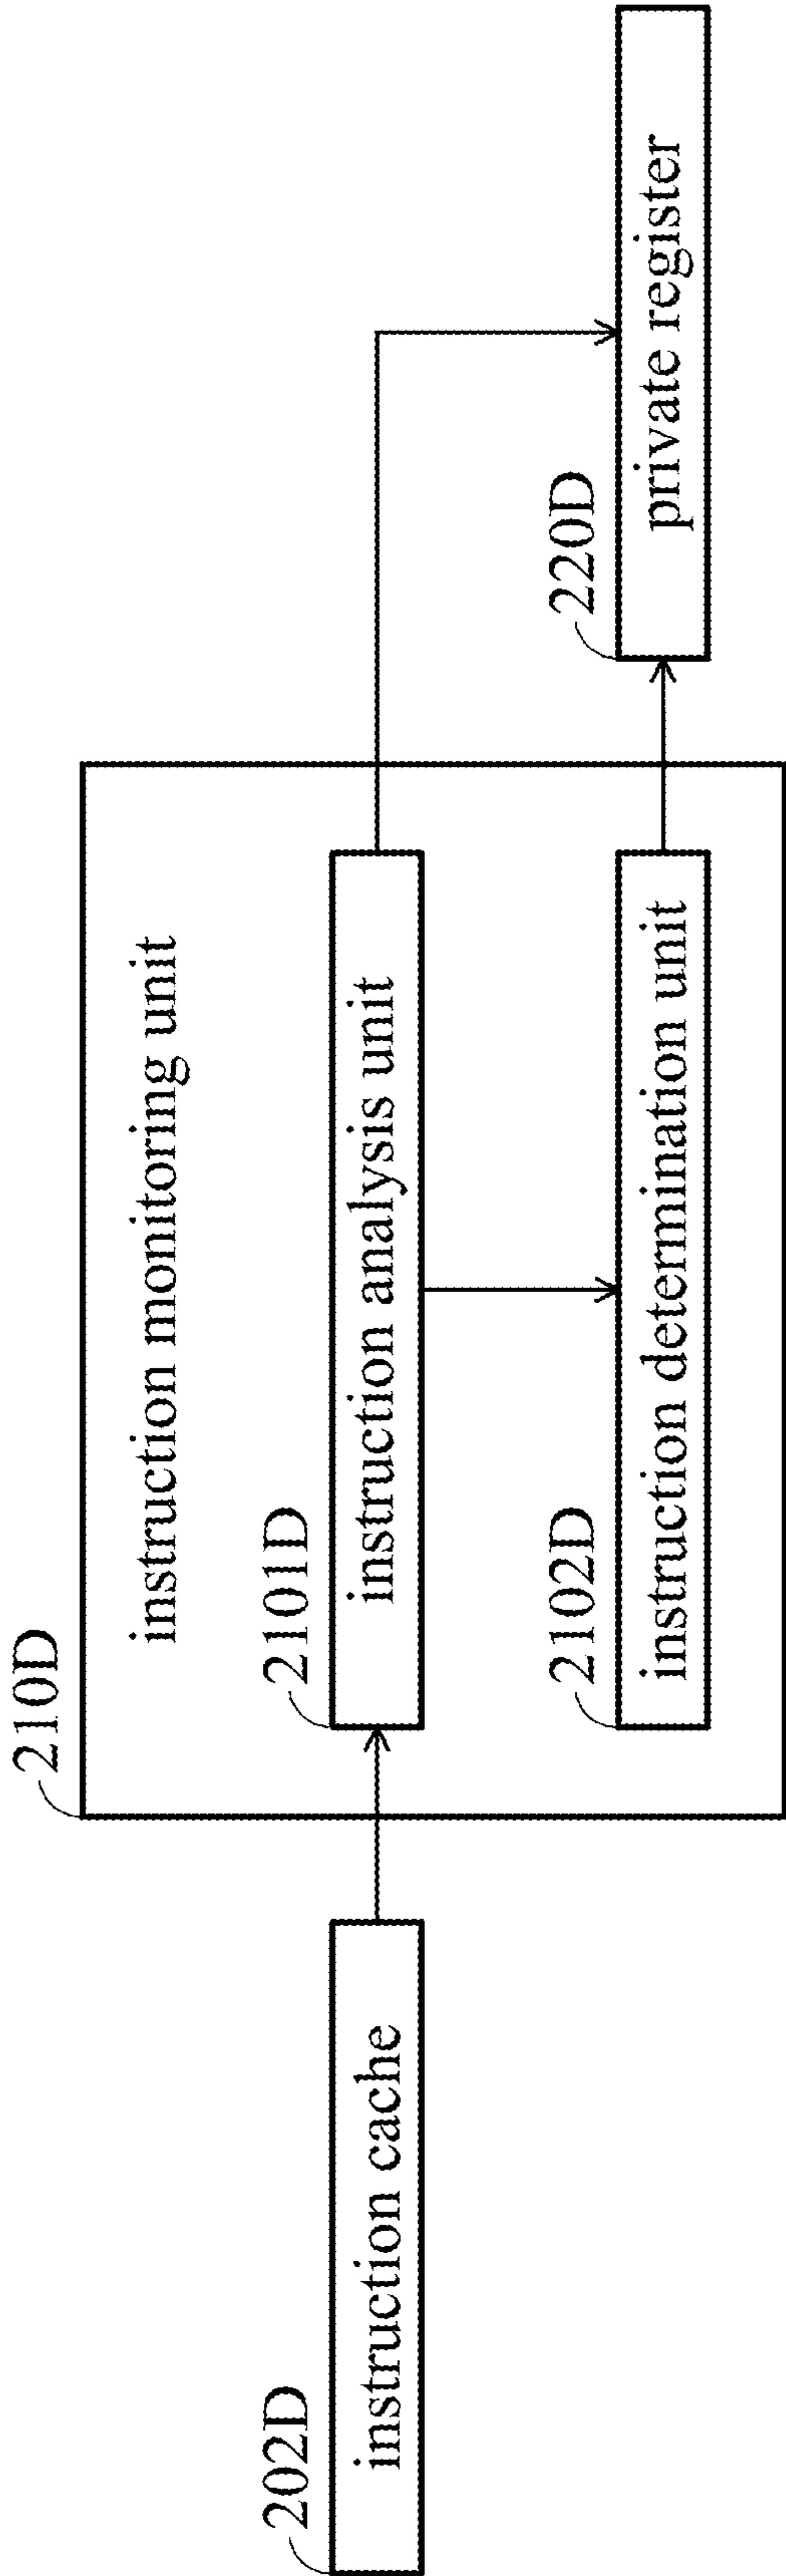 202D
instruction cache
210D
instruction monitoring unit
2101D
instruction analysis unit
2102D
instruction determination unit
220D
private register